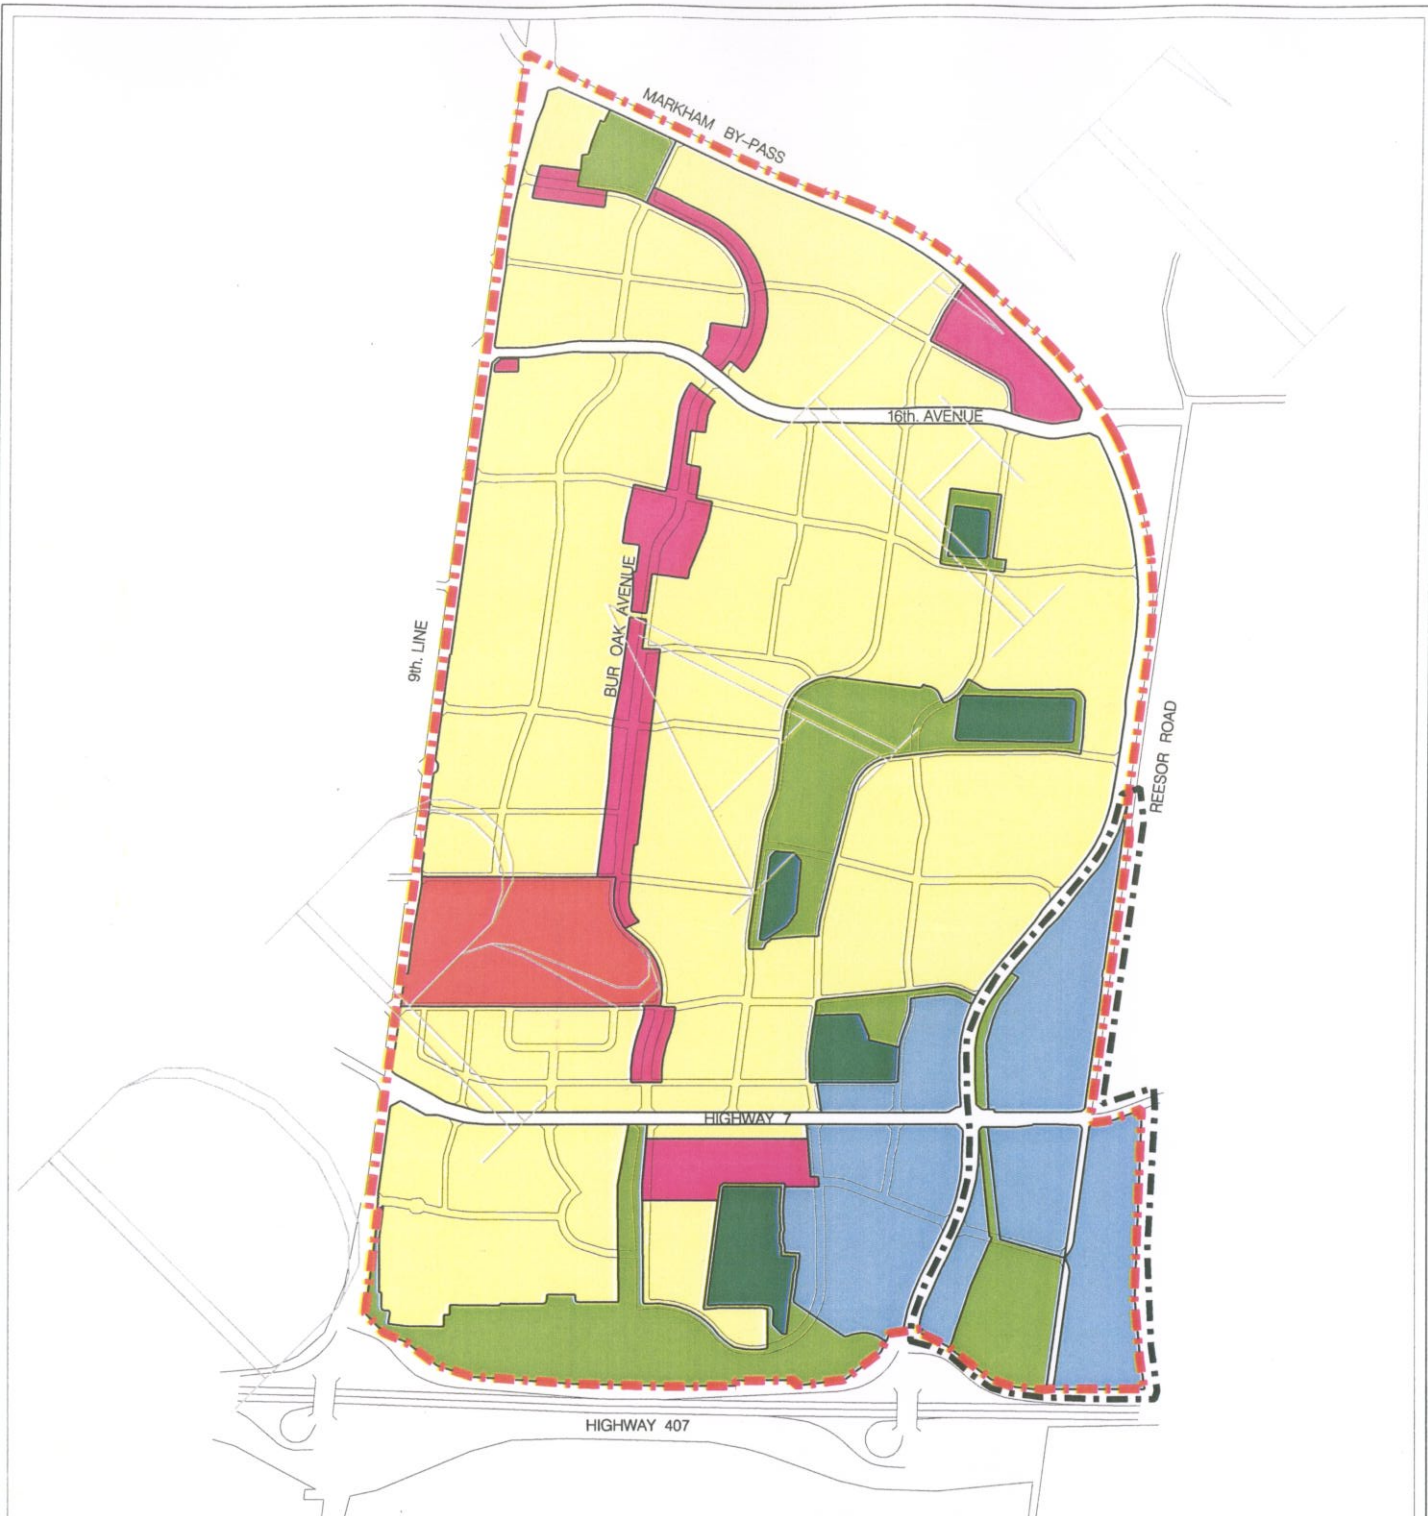 MARKHAM BY-PASS
16th. AVENUE
BUR OAK AVENUE
9th. LINE
REESOR ROAD
HIGHWAY 7
HIGHWAY 407